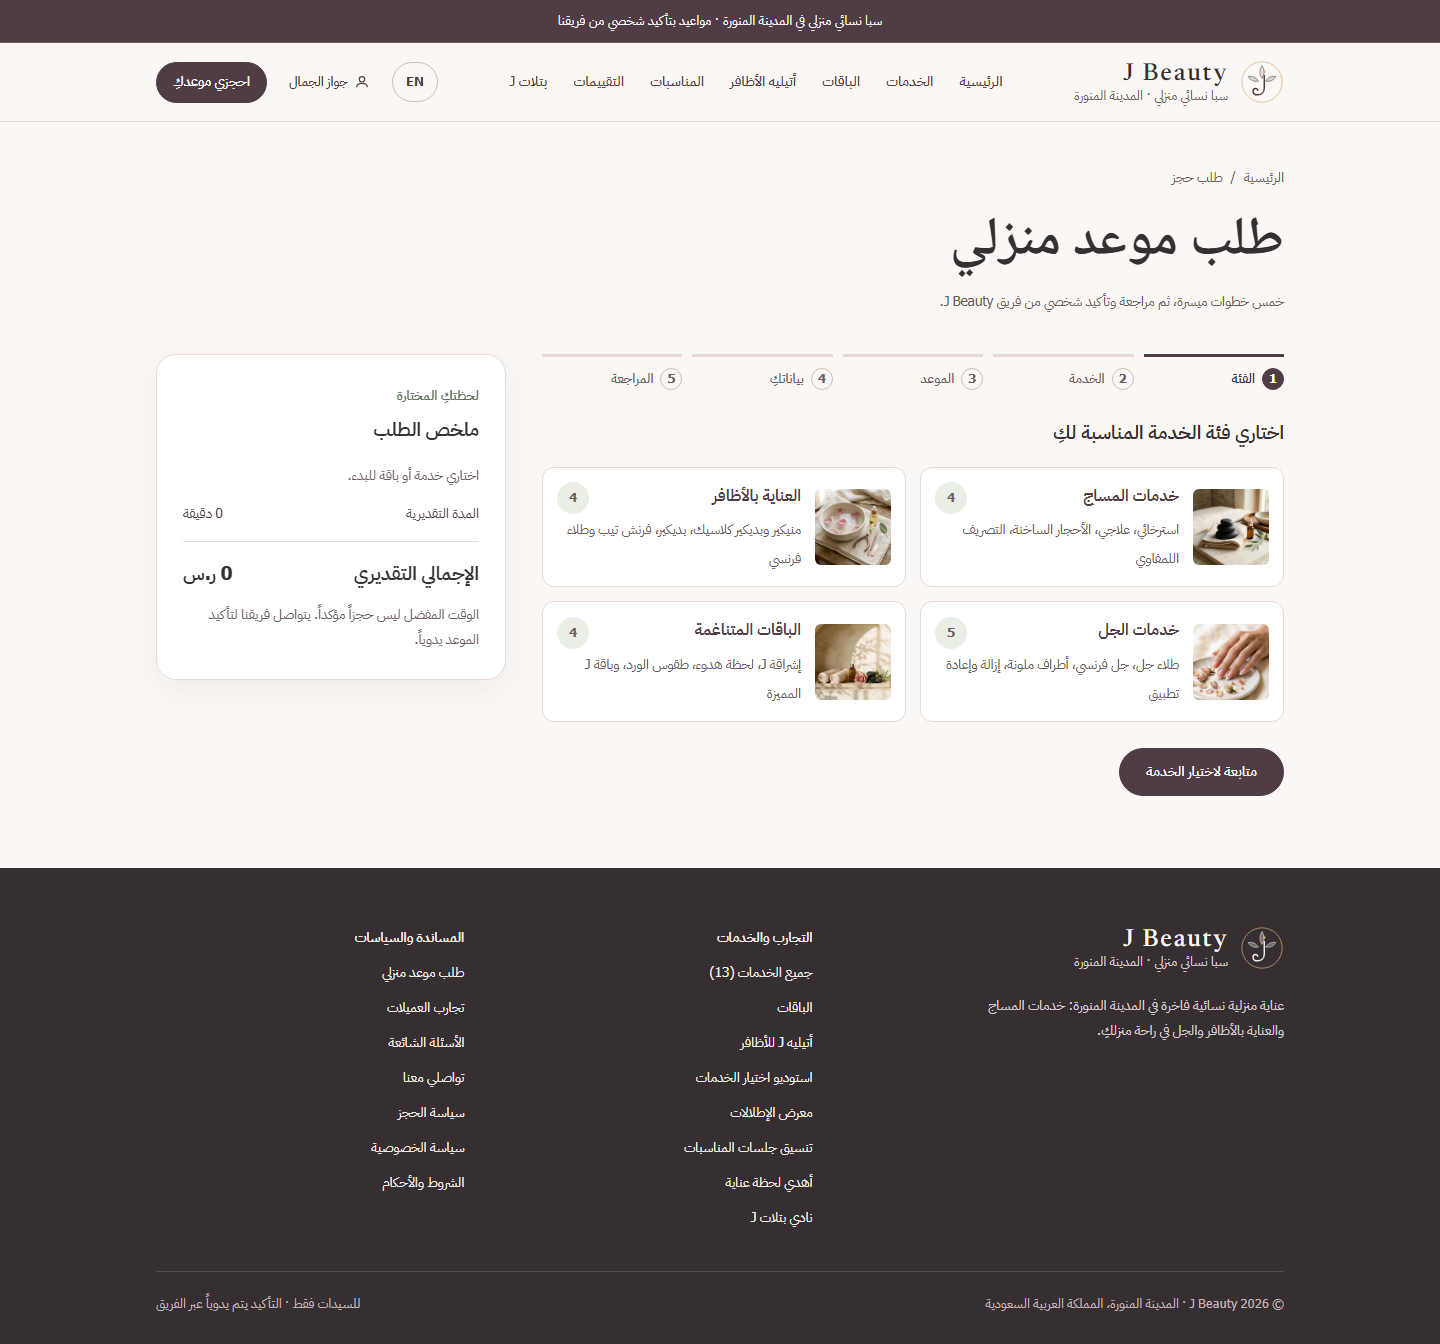 سبا نسائي منزلي في المدينة المنورة · مواعيد بتأكيد شخصي من فريقنا
J Beauty
سبا نسائي منزلي · المدينة المنورة
الرئيسية
الخدمات
الباقات
أتيليه الأظافر
المناسبات
التقييمات
بتلات J
EN
جواز الجمال
احجزي موعدكِ
الرئيسية / طلب حجز
طلب موعد منزلي
خمس خطوات ميسرة، ثم مراجعة وتأكيد شخصي من فريق J Beauty.
1 الفئة
2 الخدمة
3 الموعد
4 بياناتكِ
5 المراجعة
اختاري فئة الخدمة المناسبة لكِ
خدمات المساج
4
استرخائي، علاجي، الأحجار الساخنة، التصريف
اللمفاوي
العناية بالأظافر
4
منيكير وبديكير كلاسيك، بديكير، فرنش تيب وطلاء
فرنسي
خدمات الجل
5
طلاء جل، جل فرنسي، أطراف ملونة، إزالة وإعادة
تطبيق
الباقات المتناغمة
4
إشراقة J، لحظة هدوء، طقوس الورد، وباقة J
المميزة
متابعة لاختيار الخدمة
لحظتكِ المختارة
ملخص الطلب
اختاري خدمة أو باقة للبدء.
المدة التقديرية
0 دقيقة
الإجمالي التقديري
0 ر.س
الوقت المفضل ليس حجزاً مؤكداً. يتواصل فريقنا لتأكيد
الموعد يدوياً.
J Beauty
سبا نسائي منزلي · المدينة المنورة
عناية منزلية نسائية فاخرة في المدينة المنورة: خدمات المساج
والعناية بالأظافر والجل في راحة منزلكِ.
التجارب والخدمات
جميع الخدمات (13)
الباقات
أتيليه J للأظافر
استوديو اختيار الخدمات
معرض الإطلالات
تنسيق جلسات المناسبات
أهدي لحظة عناية
نادي بتلات J
المساندة والسياسات
طلب موعد منزلي
تجارب العميلات
الأسئلة الشائعة
تواصلي معنا
سياسة الحجز
سياسة الخصوصية
الشروط والأحكام
© 2026 J Beauty · المدينة المنورة، المملكة العربية السعودية
للسيدات فقط · التأكيد يتم يدوياً عبر الفريق